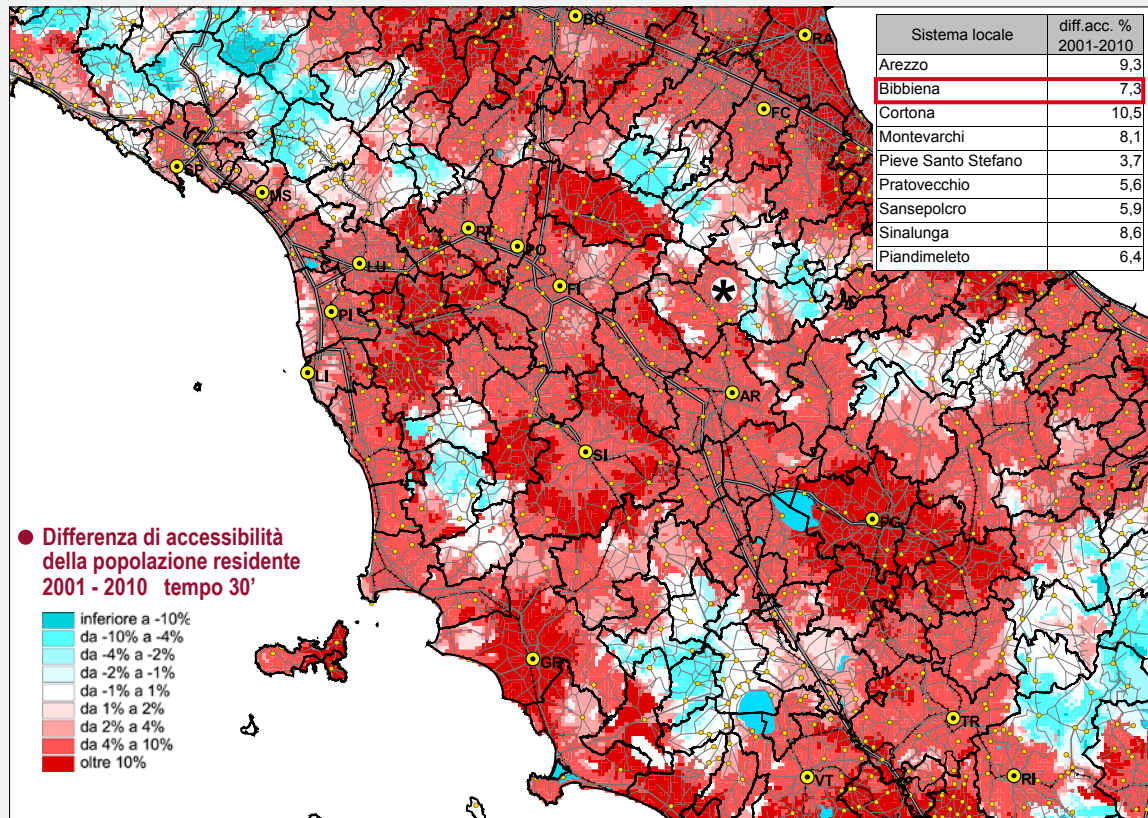 BO
RA
Sistema locale diff.acc. % 2001-2010
Arezzo 9,3
Bibbiena 7,3
Cortona 10,5
Montevarchi 8,1
Pieve Santo Stefano 3,7
Pratovecchio 5,6
Sansepolcro 5,9
Sinalunga 8,6
Piandimeleto 6,4
FC
SP
MS
PT
PO
LU
FI
*
PI
LI
AR
SI
PG
Differenza di accessibilità
della popolazione residente
2001 - 2010 tempo 30'
inferiore a -10%
da -10% a -4%
da -4% a -2%
da -2% a -1%
da -1% a 1%
da 1% a 2%
da 2% a 4%
da 4% a 10%
oltre 10%
GR
TR
VT
RI